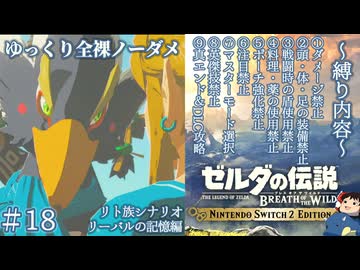 ゆっくり全裸ノーダメ
#18
リト族シナリオ
リーバルの記憶編
〜縛り内容〜
①ダメージ禁止
②頭・体・足の装備禁止
③戦闘時の盾使用禁止
④料理・薬の使用禁止
⑤ポーチ強化禁止
⑥注目禁止
⑦マスターモード選択
⑧英傑技禁止
⑨真エンド&DLC攻略
ゼルダの伝説
THE LEGEND OF ZELDA
BREATH OF THE WILD
NINTENDO SWITCH 2 EDITION